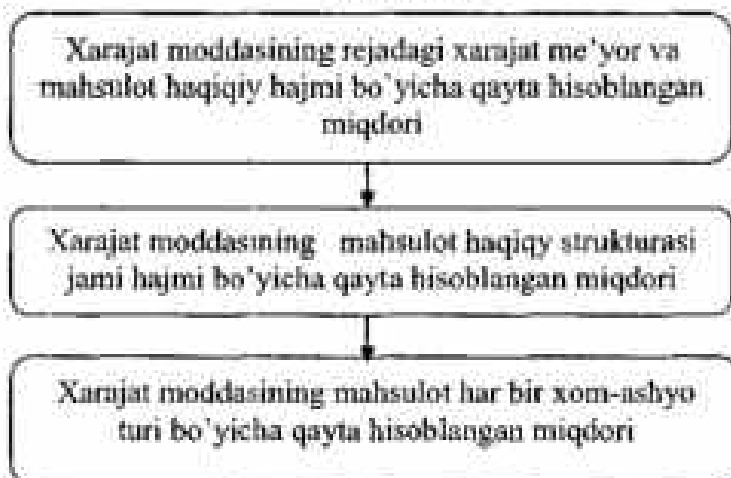 Xarajat moddasining rejadagi xarajat me'yor va
mahsulot haqiqiy hajmi bo`yicha qayta hisoblangan
miqdori
Xarajat moddasining mahsulot haqiqy strukturasi
jami hajmi bo'yicha qayta hisoblangan miqdori
Xarajat moddasining mahsulot har bir xom-ashyo
turi bo'yicha qayta hisoblangan miqdori